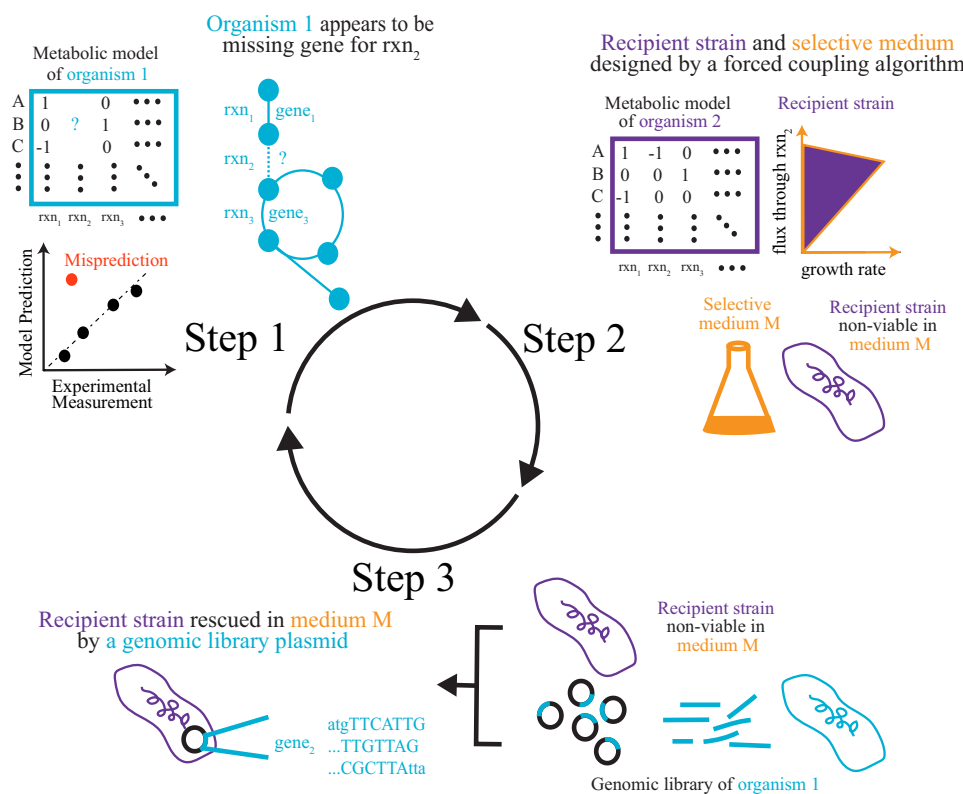 Organism 1 appears to be
missing gene for rxn₂
Metabolic model
of organism 1
A 1 0 •••
B 0 ? 1 •••
C -1 0 •••
rxn₁ rxn₂ rxn₃ •••
rxn₁ gene₁
rxn₂ ?
rxn₃ gene₃
Misprediction
Model Prediction
Experimental
Measurement
Step 1
Recipient strain and selective medium
designed by a forced coupling algorithm
Metabolic model
of organism 2
A 1 -1 0 •••
B 0 0 1 •••
C -1 0 0 •••
rxn₁ rxn₂ rxn₃ •••
Recipient strain
flux through rxn₂
growth rate
Step 2
Selective
medium M
Recipient strain
non-viable in
medium M
Step 3
Recipient strain rescued in medium M
by a genomic library plasmid
gene₂
atgTTCATTG
...TTGTTAG
...CGCTTAtta
Recipient strain
non-viable in
medium M
Genomic library of organism 1